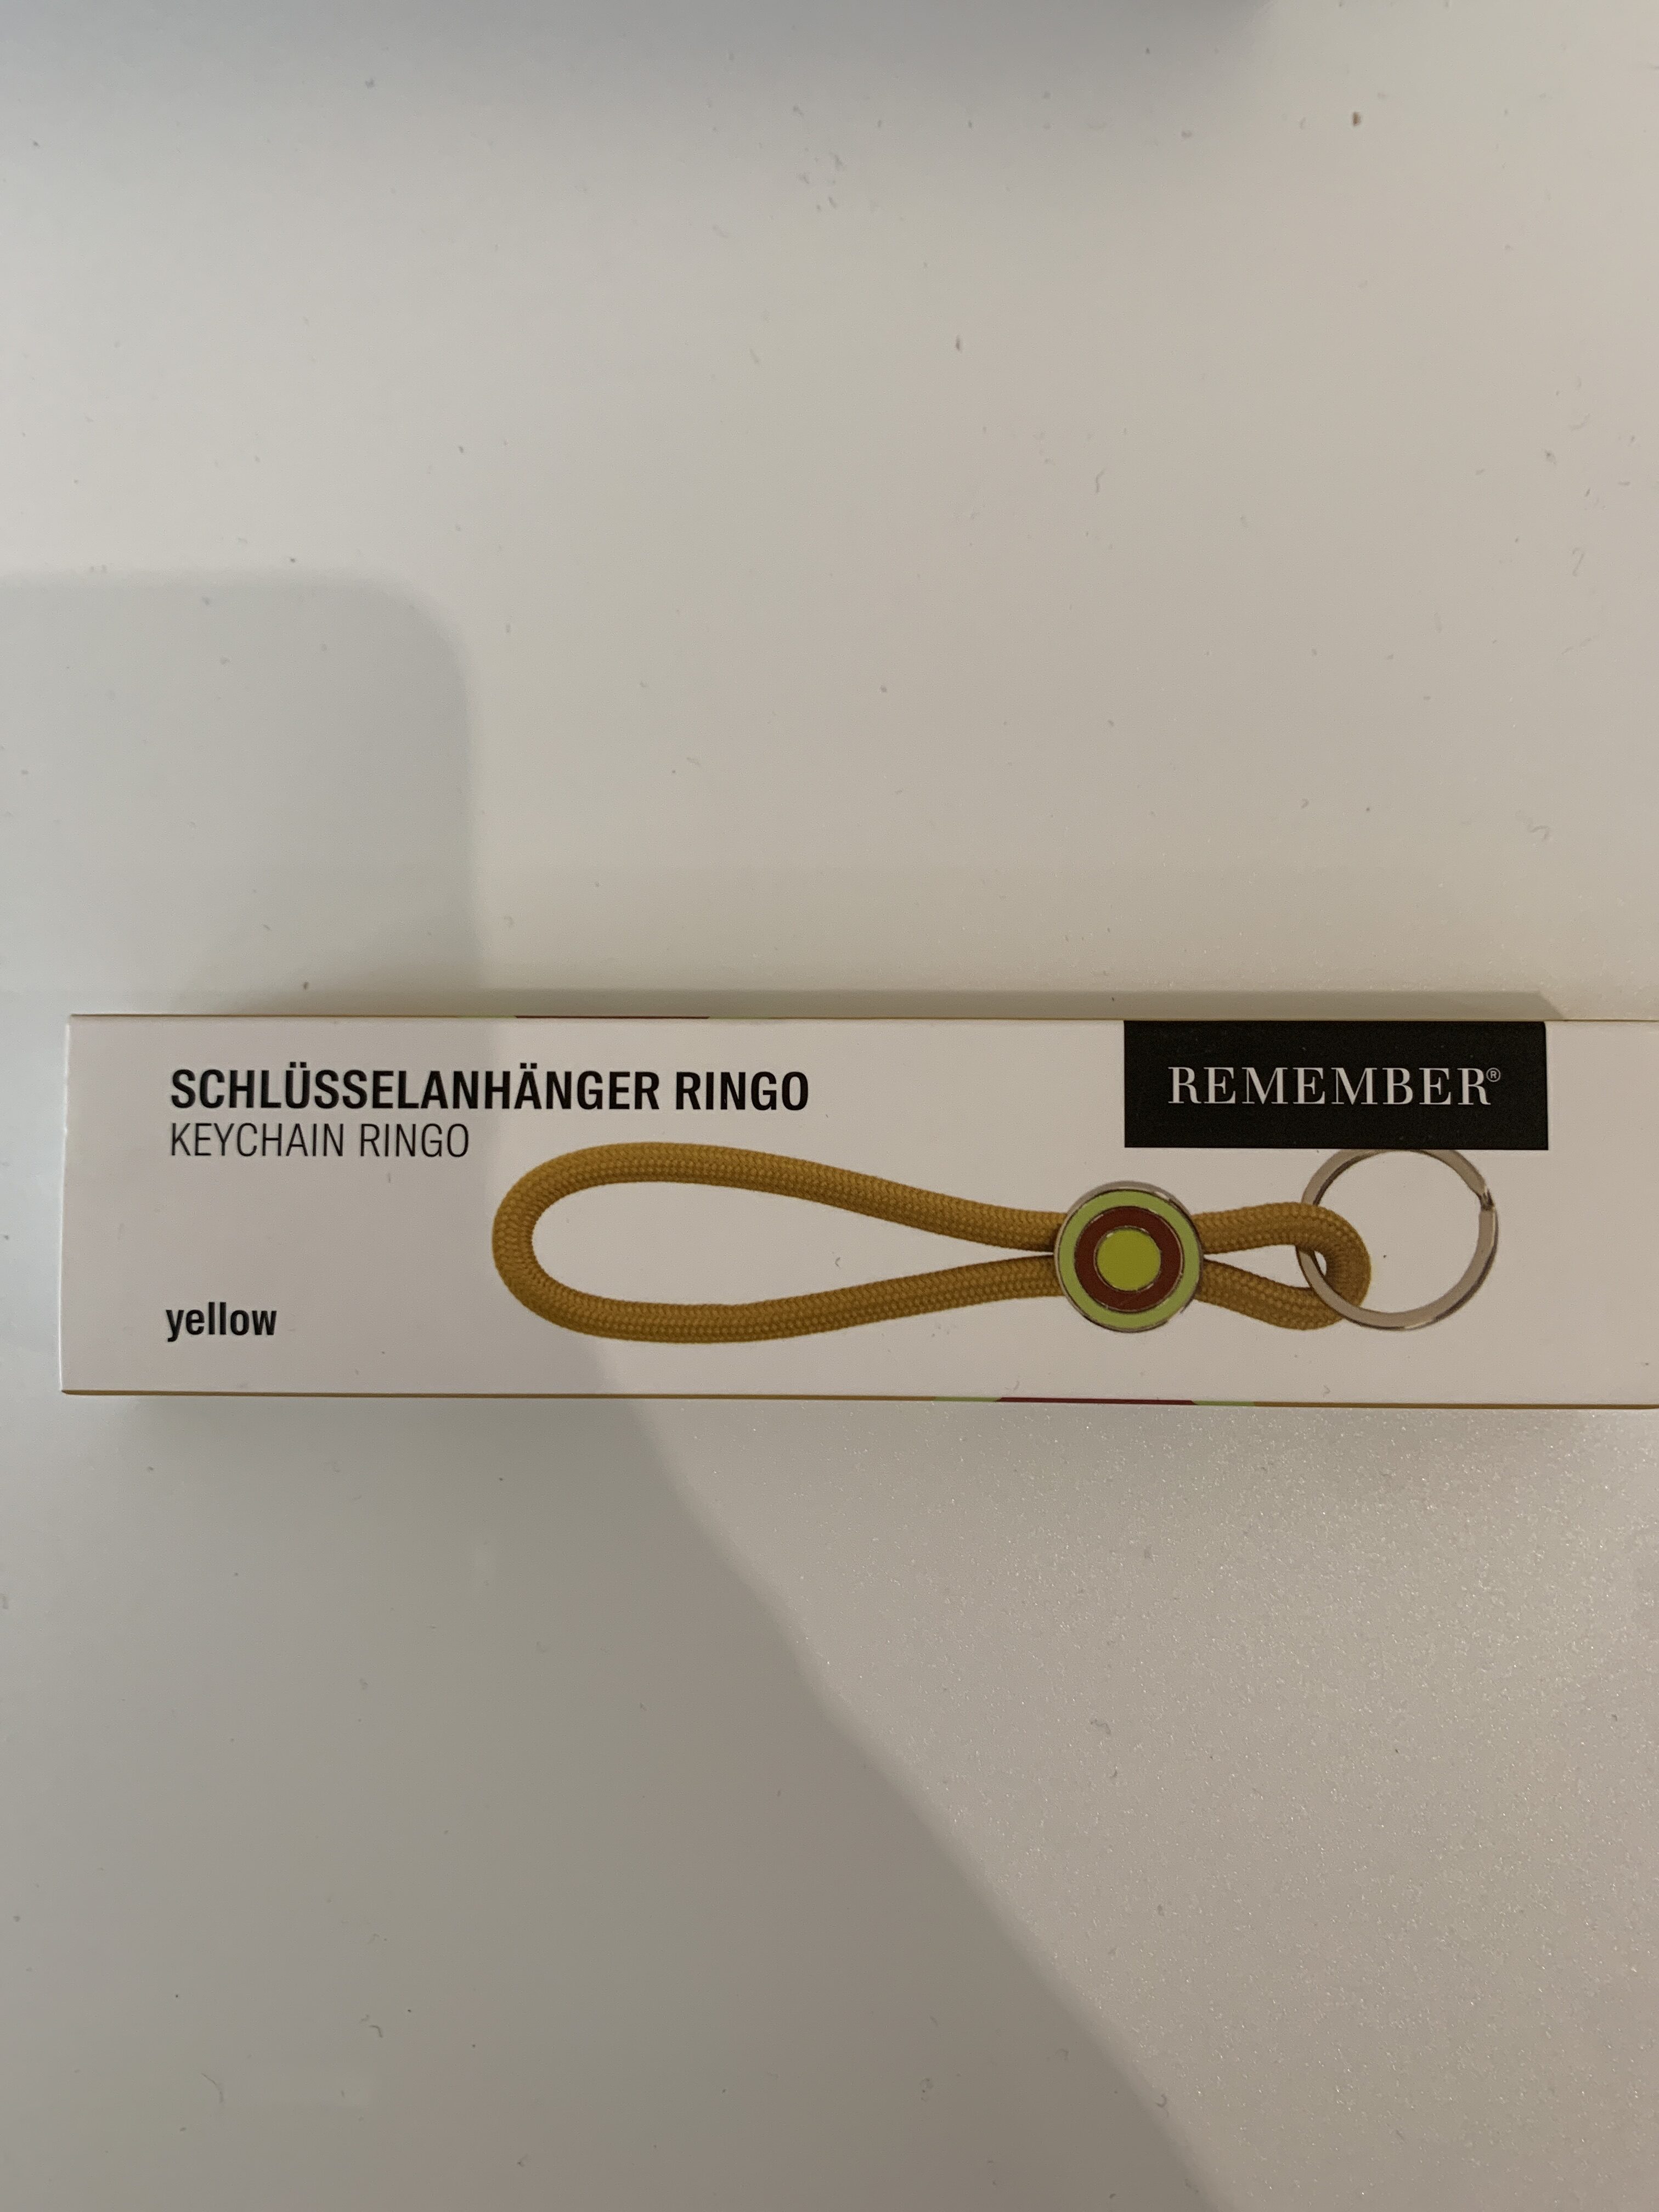 SCHLÜSSELANHÄNGER RINGO
KEYCHAIN RINGO
yellow
REMEMBER®